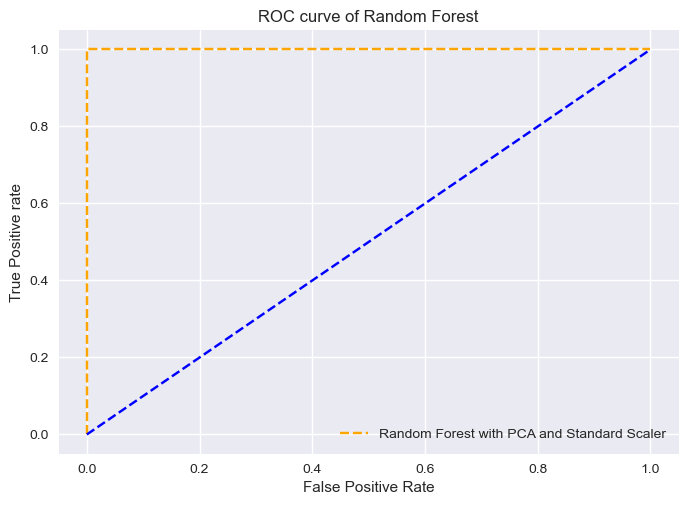 ROC curve of Random Forest
1.0
0.8
0.6
0.4
0.2
0.0
True Positive rate
Random Forest with PCA and Standard Scaler
0.0 0.2 0.4 0.6 0.8 1.0
False Positive Rate